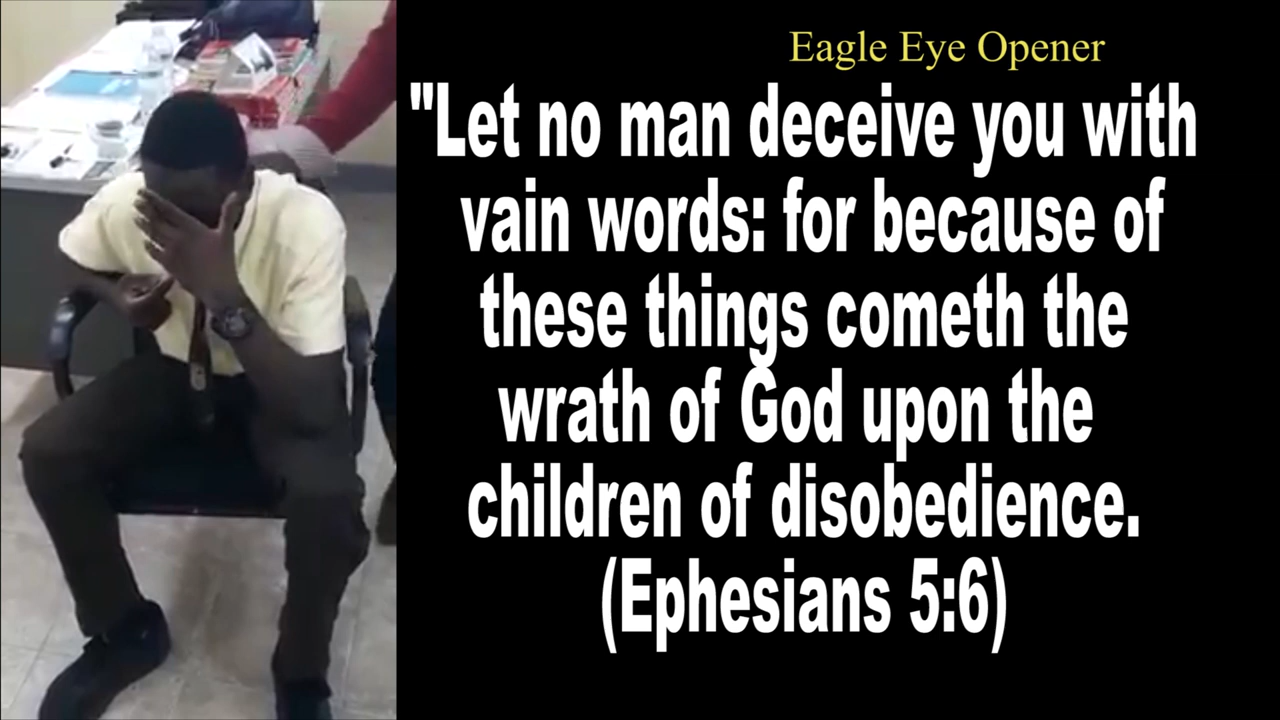 Eagle Eye Opener
"Let no man deceive you with
vain words: for because of
these things cometh the
wrath of God upon the
children of disobedience.
(Ephesians 5:6)